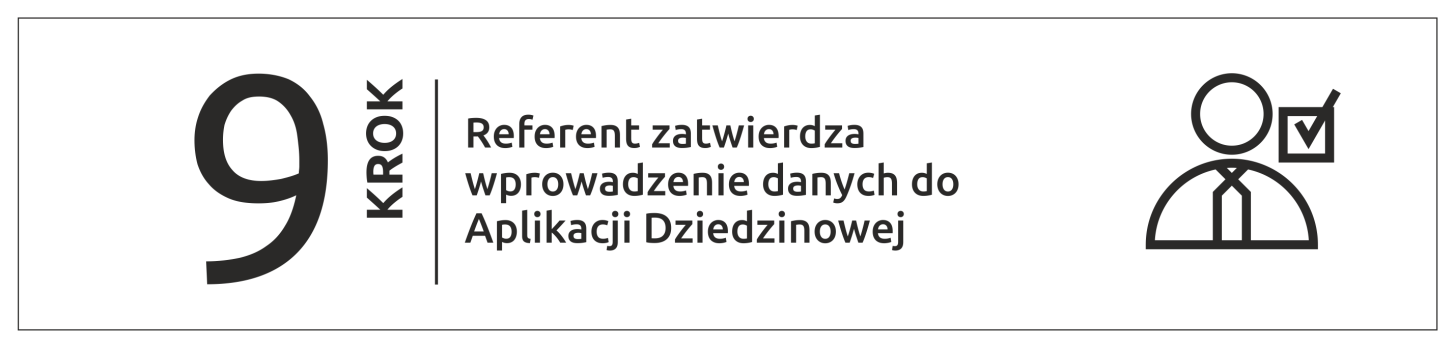 9
KROK
Referent zatwierdza
wprowadzenie danych do
Aplikacji Dziedzinowej